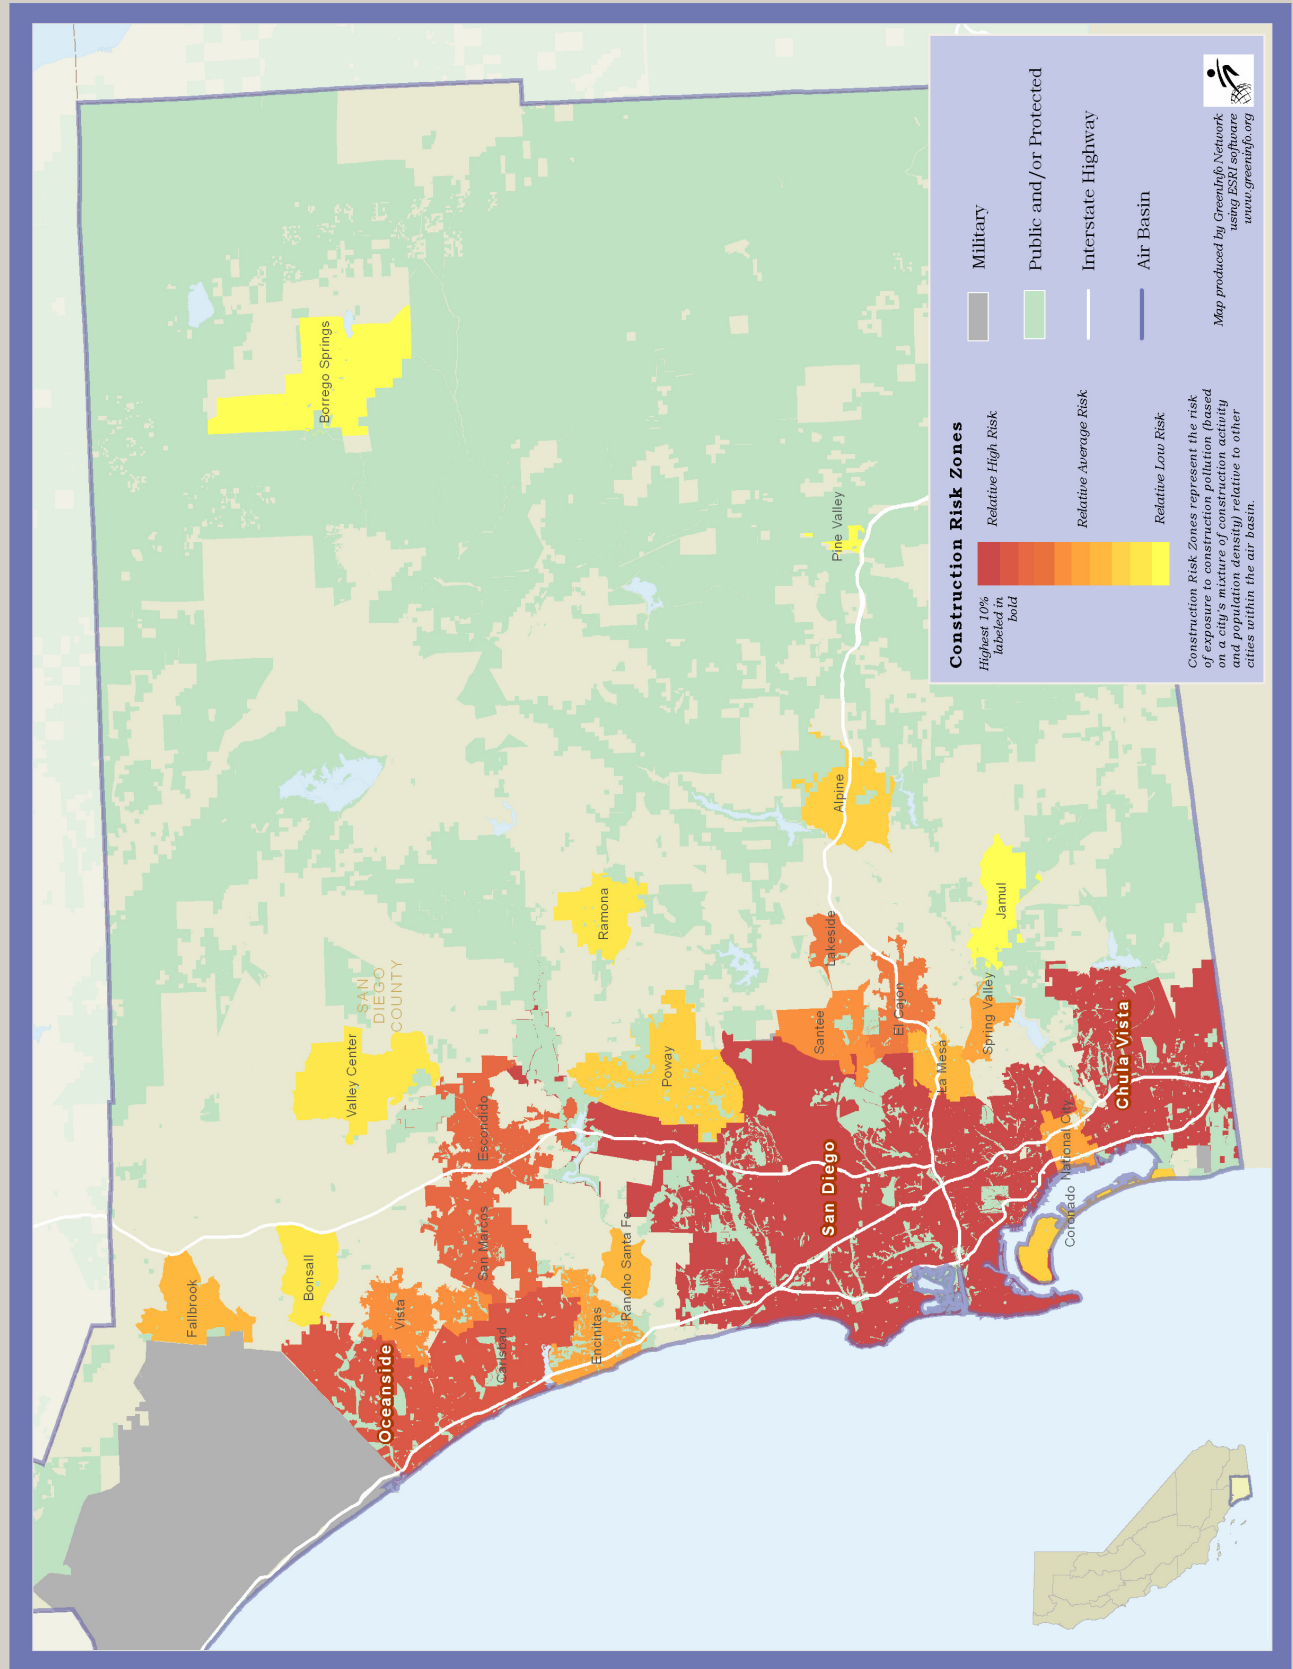 Fallbrook
Bonsall
Valley Center
SAN
DIEGO
COUNTY
Borrego Springs
Oceanside
Vista
San Marcos
Escondido
Carlsbad
Encinitas
Rancho Santa Fe
Ramona
Poway
San Diego
Santee
Lakeside
El Cajon
La Mesa
Alpine
Pine Valley
Spring Valley
Jamul
Coronado
National City
Chula Vista
Construction Risk Zones
Highest 10%
labeled in
bold
Relative High Risk
Relative Average Risk
Relative Low Risk
Military
Public and/or Protected
Interstate Highway
Air Basin
Construction Risk Zones represent the risk
of exposure to construction pollution (based
on a city's mixture of construction activity
and population density) relative to other
cities within the air basin.
Map produced by GreenInfo Network
using ESRI software
www.greeninfo.org